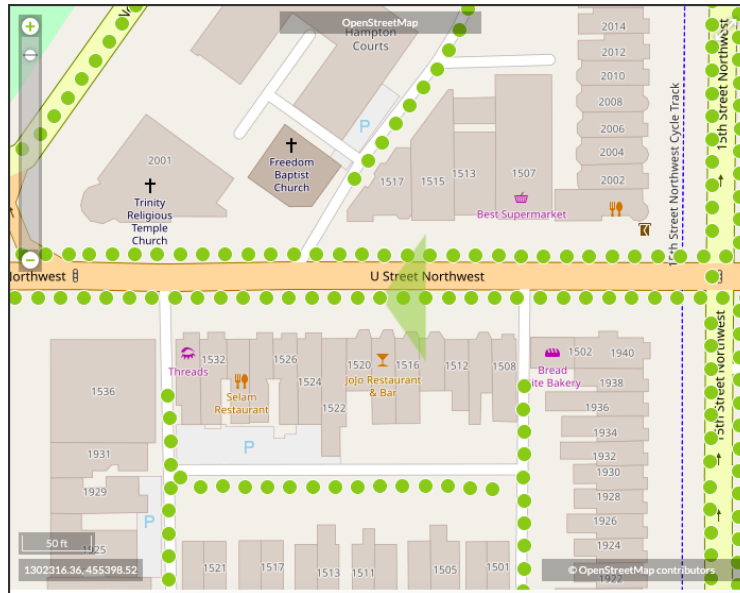 OpenStreetMap
Hampton
Courts
2014
2012
2010
2008
2006
2004
2002
15th Street Northwest
15th Street Northwest Cycle Track
P
2001
Trinity
Religious
Temple
Church
Freedom
Baptist
Church
1517
1515
1513
1507
Best Supermarket
orthwest
U Street Northwest
1536
Threads
1532
Selam
Restaurant
1526
1524
1522
1520
1516
JoJo Restaurant
& Bar
1512
1508
Bread
ite Bakery
1502
1940
1938
1936
1934
1932
1930
1928
1926
1924
1922
15th Street Northwest
P
1931
1929
P
1925
1521
1517
1513
1511
1505
1501
50 ft
1302316.36, 455398.52
© OpenStreetMap contributors